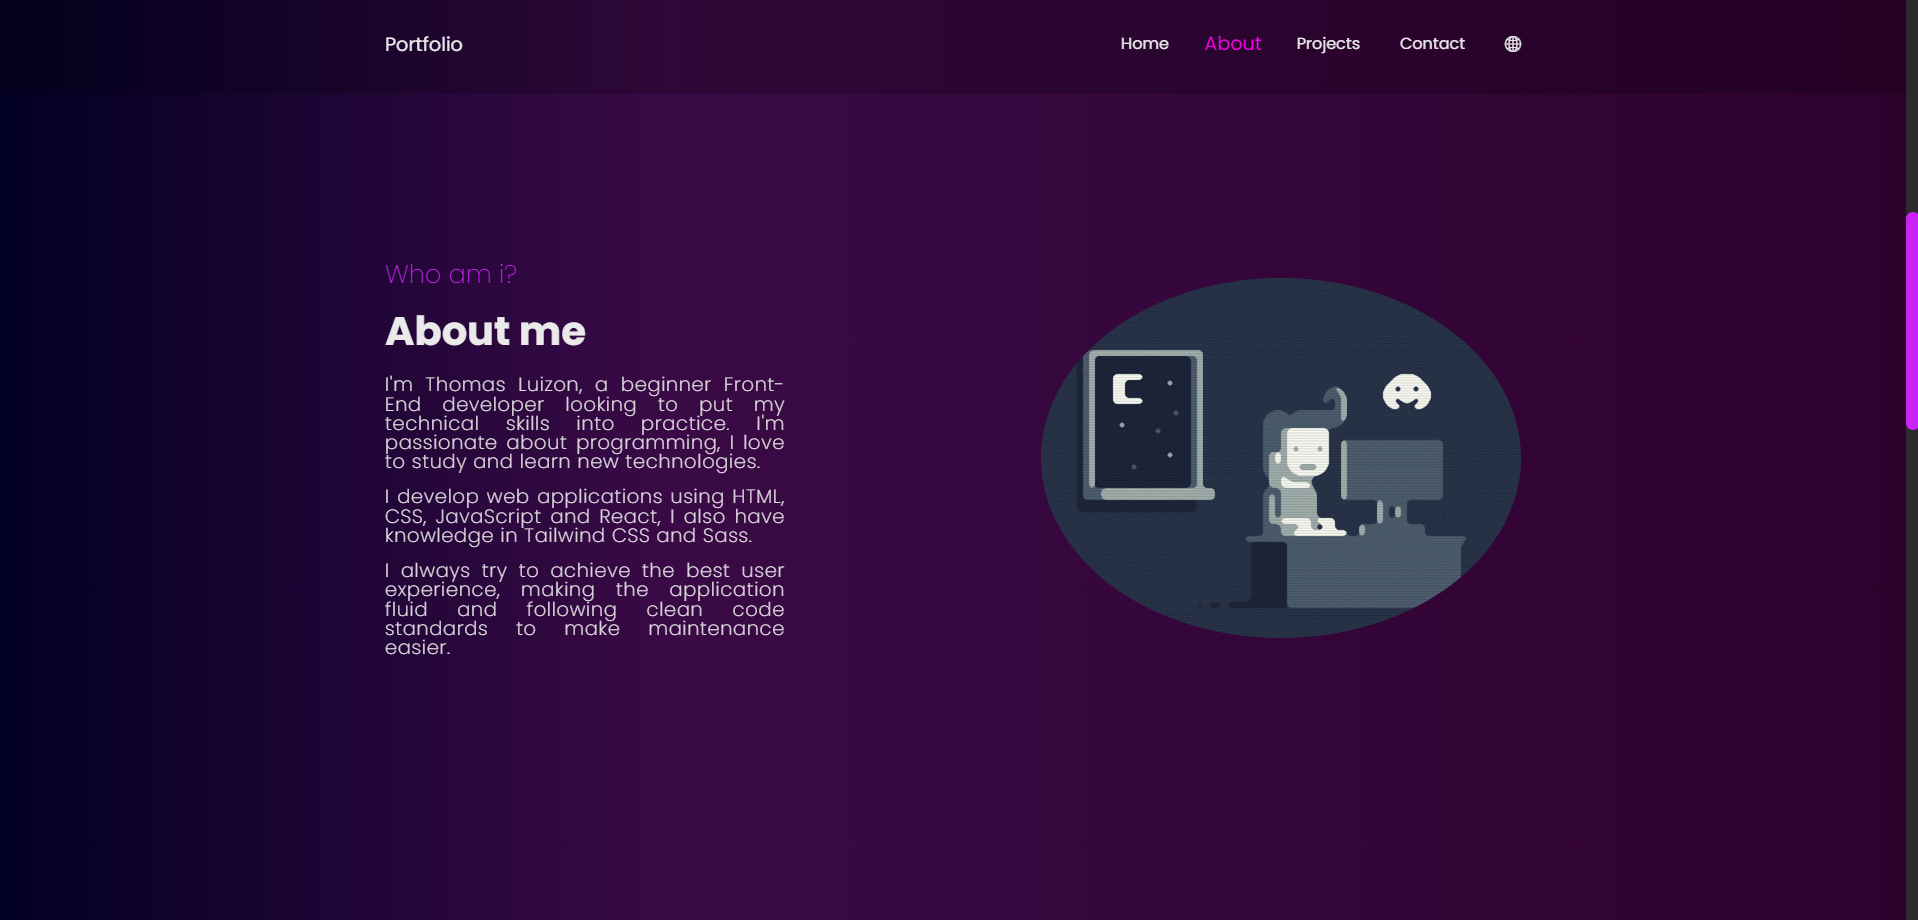 Portfolio
Home About Projects Contact
Who am i?
About me
I'm Thomas Luizon, a beginner Front-
End developer looking to put my
technical skills into practice. I'm
passionate about programming, I love
to study and learn new technologies.
I develop web applications using HTML,
CSS, JavaScript and React, I also have
knowledge in Tailwind CSS and Sass.
I always try to achieve the best user
experience, making the application
fluid and following clean code
standards to make maintenance
easier.